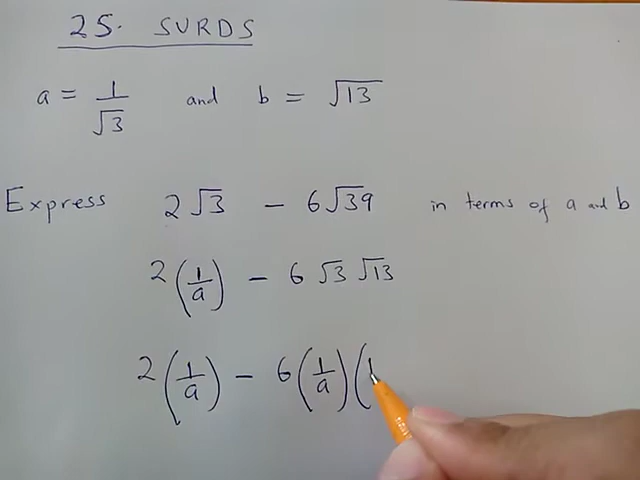 25. SURDS
a = 1/√3 and b = √13
Express 2√3 − 6√39 in terms of a and b
2(1/a) − 6√3 √13
2(1/a) − 6(1/a)(